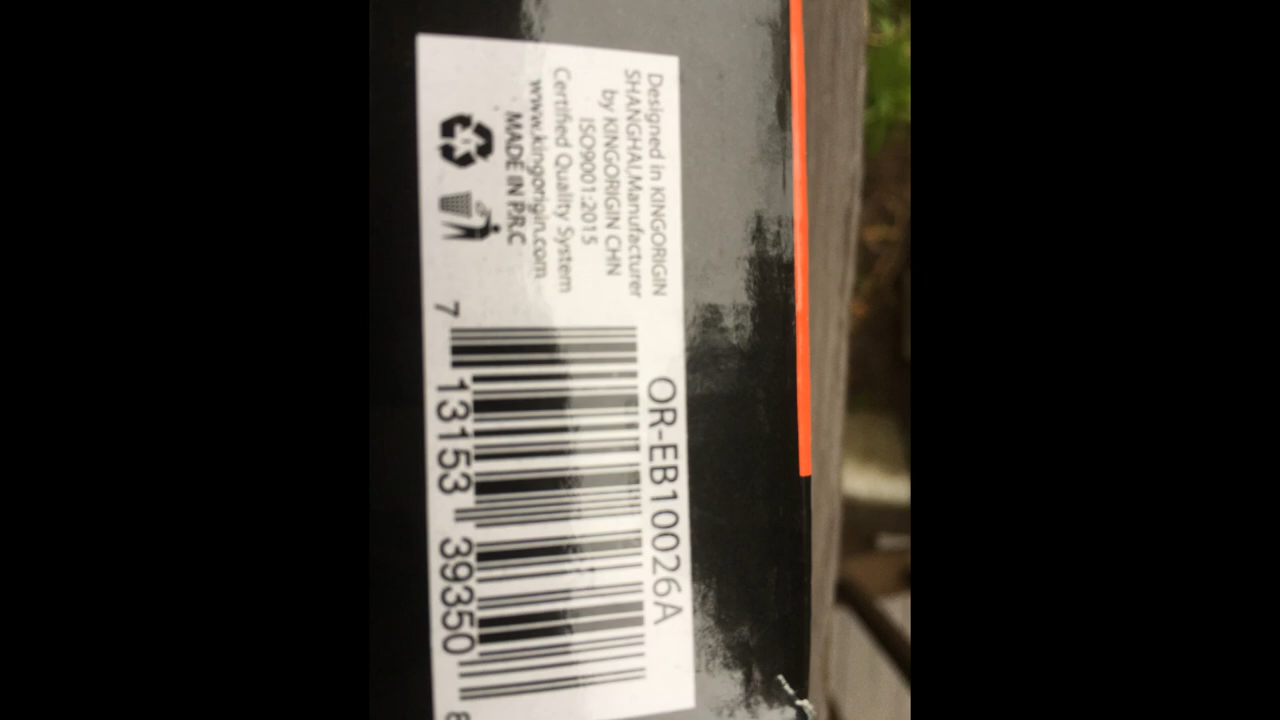 Designed in KINGORIGIN
SHANGHAI,Manufacturer
by KINGORIGIN CHN
ISO9001:2015
Certified Quality System
www.kingorigin.com
MADE IN P.R.C
OR-EB10026A
7 13153 39350